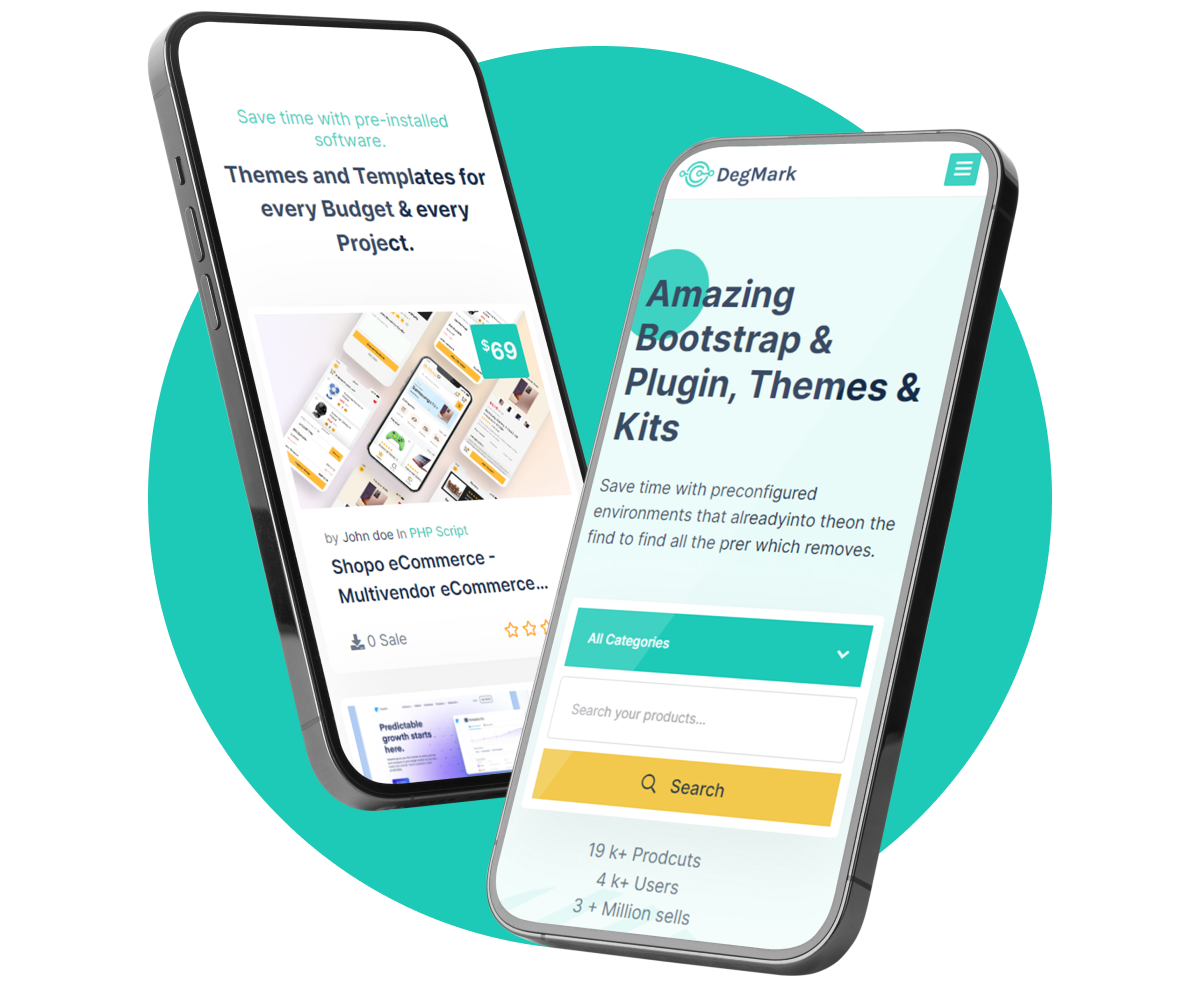 Save time with pre-installed
software.
Themes and Templates for
every Budget & every
Project.
$69
by John doe In PHP Script
Shopo eCommerce -
Multivendor eCommerce...
0 Sale
Predictable
growth starts
here.
DegMark
Amazing
Bootstrap &
Plugin, Themes &
Kits
Save time with preconfigured
environments that alreadyinto theon the
find to find all the prer which removes.
All Categories
Search your products...
Search
19 k+ Prodcuts
4 k+ Users
3 + Million sells